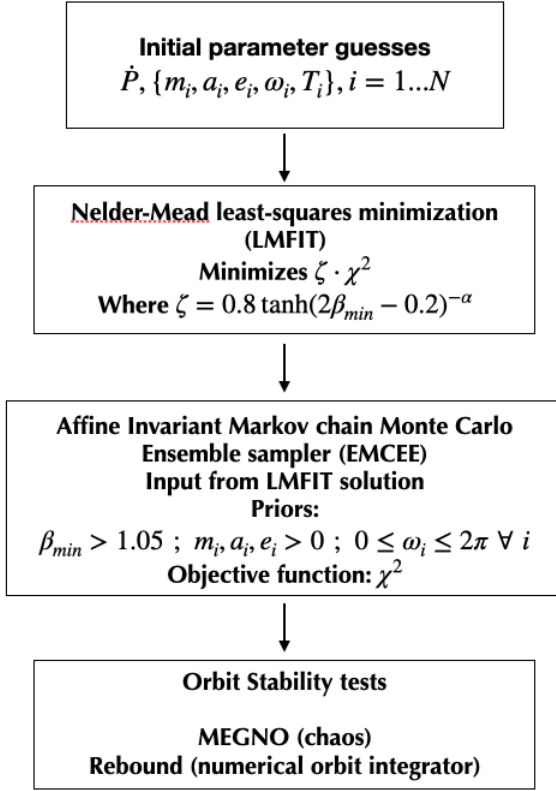 Initial parameter guesses
Ṗ, {mᵢ, aᵢ, eᵢ, ωᵢ, Tᵢ}, i = 1...N
Nelder-Mead least-squares minimization
(LMFIT)
Minimizes ζ · χ²
Where ζ = 0.8 tanh(2β_min − 0.2)^−α
Affine Invariant Markov chain Monte Carlo
Ensemble sampler (EMCEE)
Input from LMFIT solution
Priors:
β_min > 1.05 ; mᵢ, aᵢ, eᵢ > 0 ; 0 ≤ ωᵢ ≤ 2π ∀ i
Objective function: χ²
Orbit Stability tests
MEGNO (chaos)
Rebound (numerical orbit integrator)